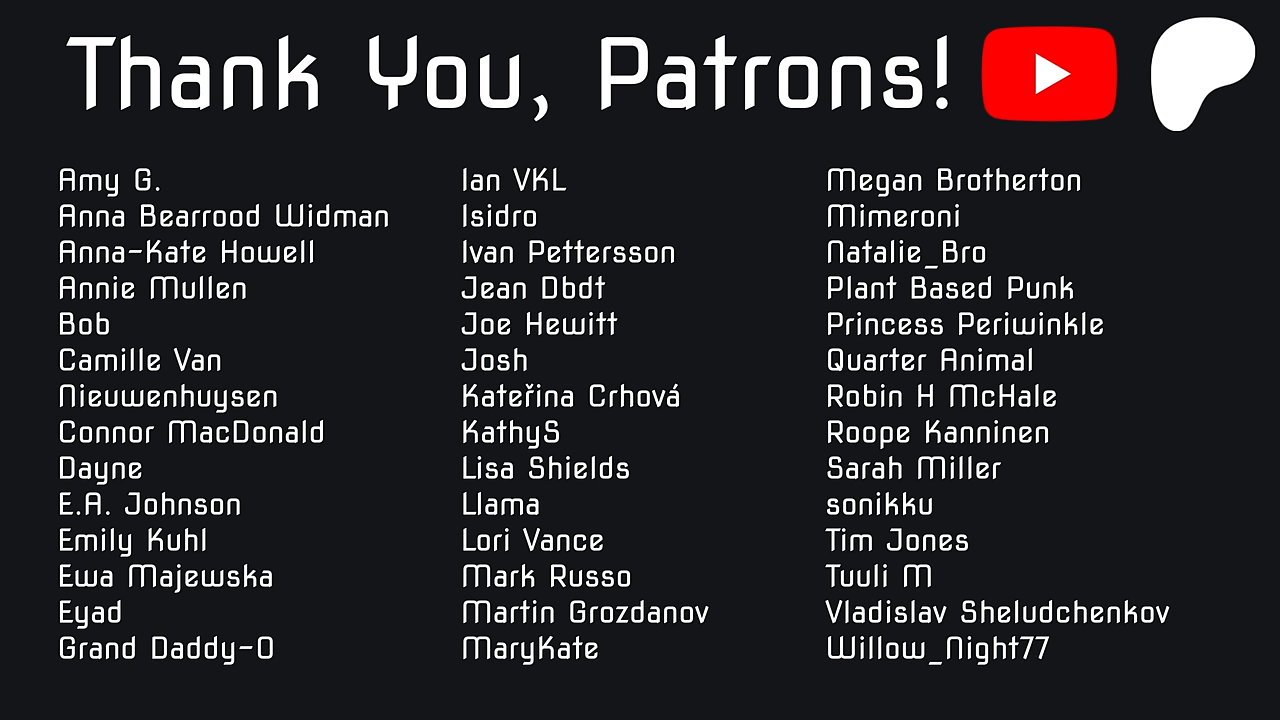 Thank You, Patrons!
Amy G.
Anna Bearrood Widman
Anna-Kate Howell
Annie Mullen
Bob
Camille Van
Nieuwenhuysen
Connor MacDonald
Dayne
E.A. Johnson
Emily Kuhl
Ewa Majewska
Eyad
Grand Daddy-O
Ian VKL
Isidro
Ivan Pettersson
Jean Dbdt
Joe Hewitt
Josh
Kateřina Crhová
KathyS
Lisa Shields
Llama
Lori Vance
Mark Russo
Martin Grozdanov
MaryKate
Megan Brotherton
Mimeroni
Natalie_Bro
Plant Based Punk
Princess Periwinkle
Quarter Animal
Robin H McHale
Roope Kanninen
Sarah Miller
sonikku
Tim Jones
Tuuli M
Vladislav Sheludchenkov
Willow_Night77